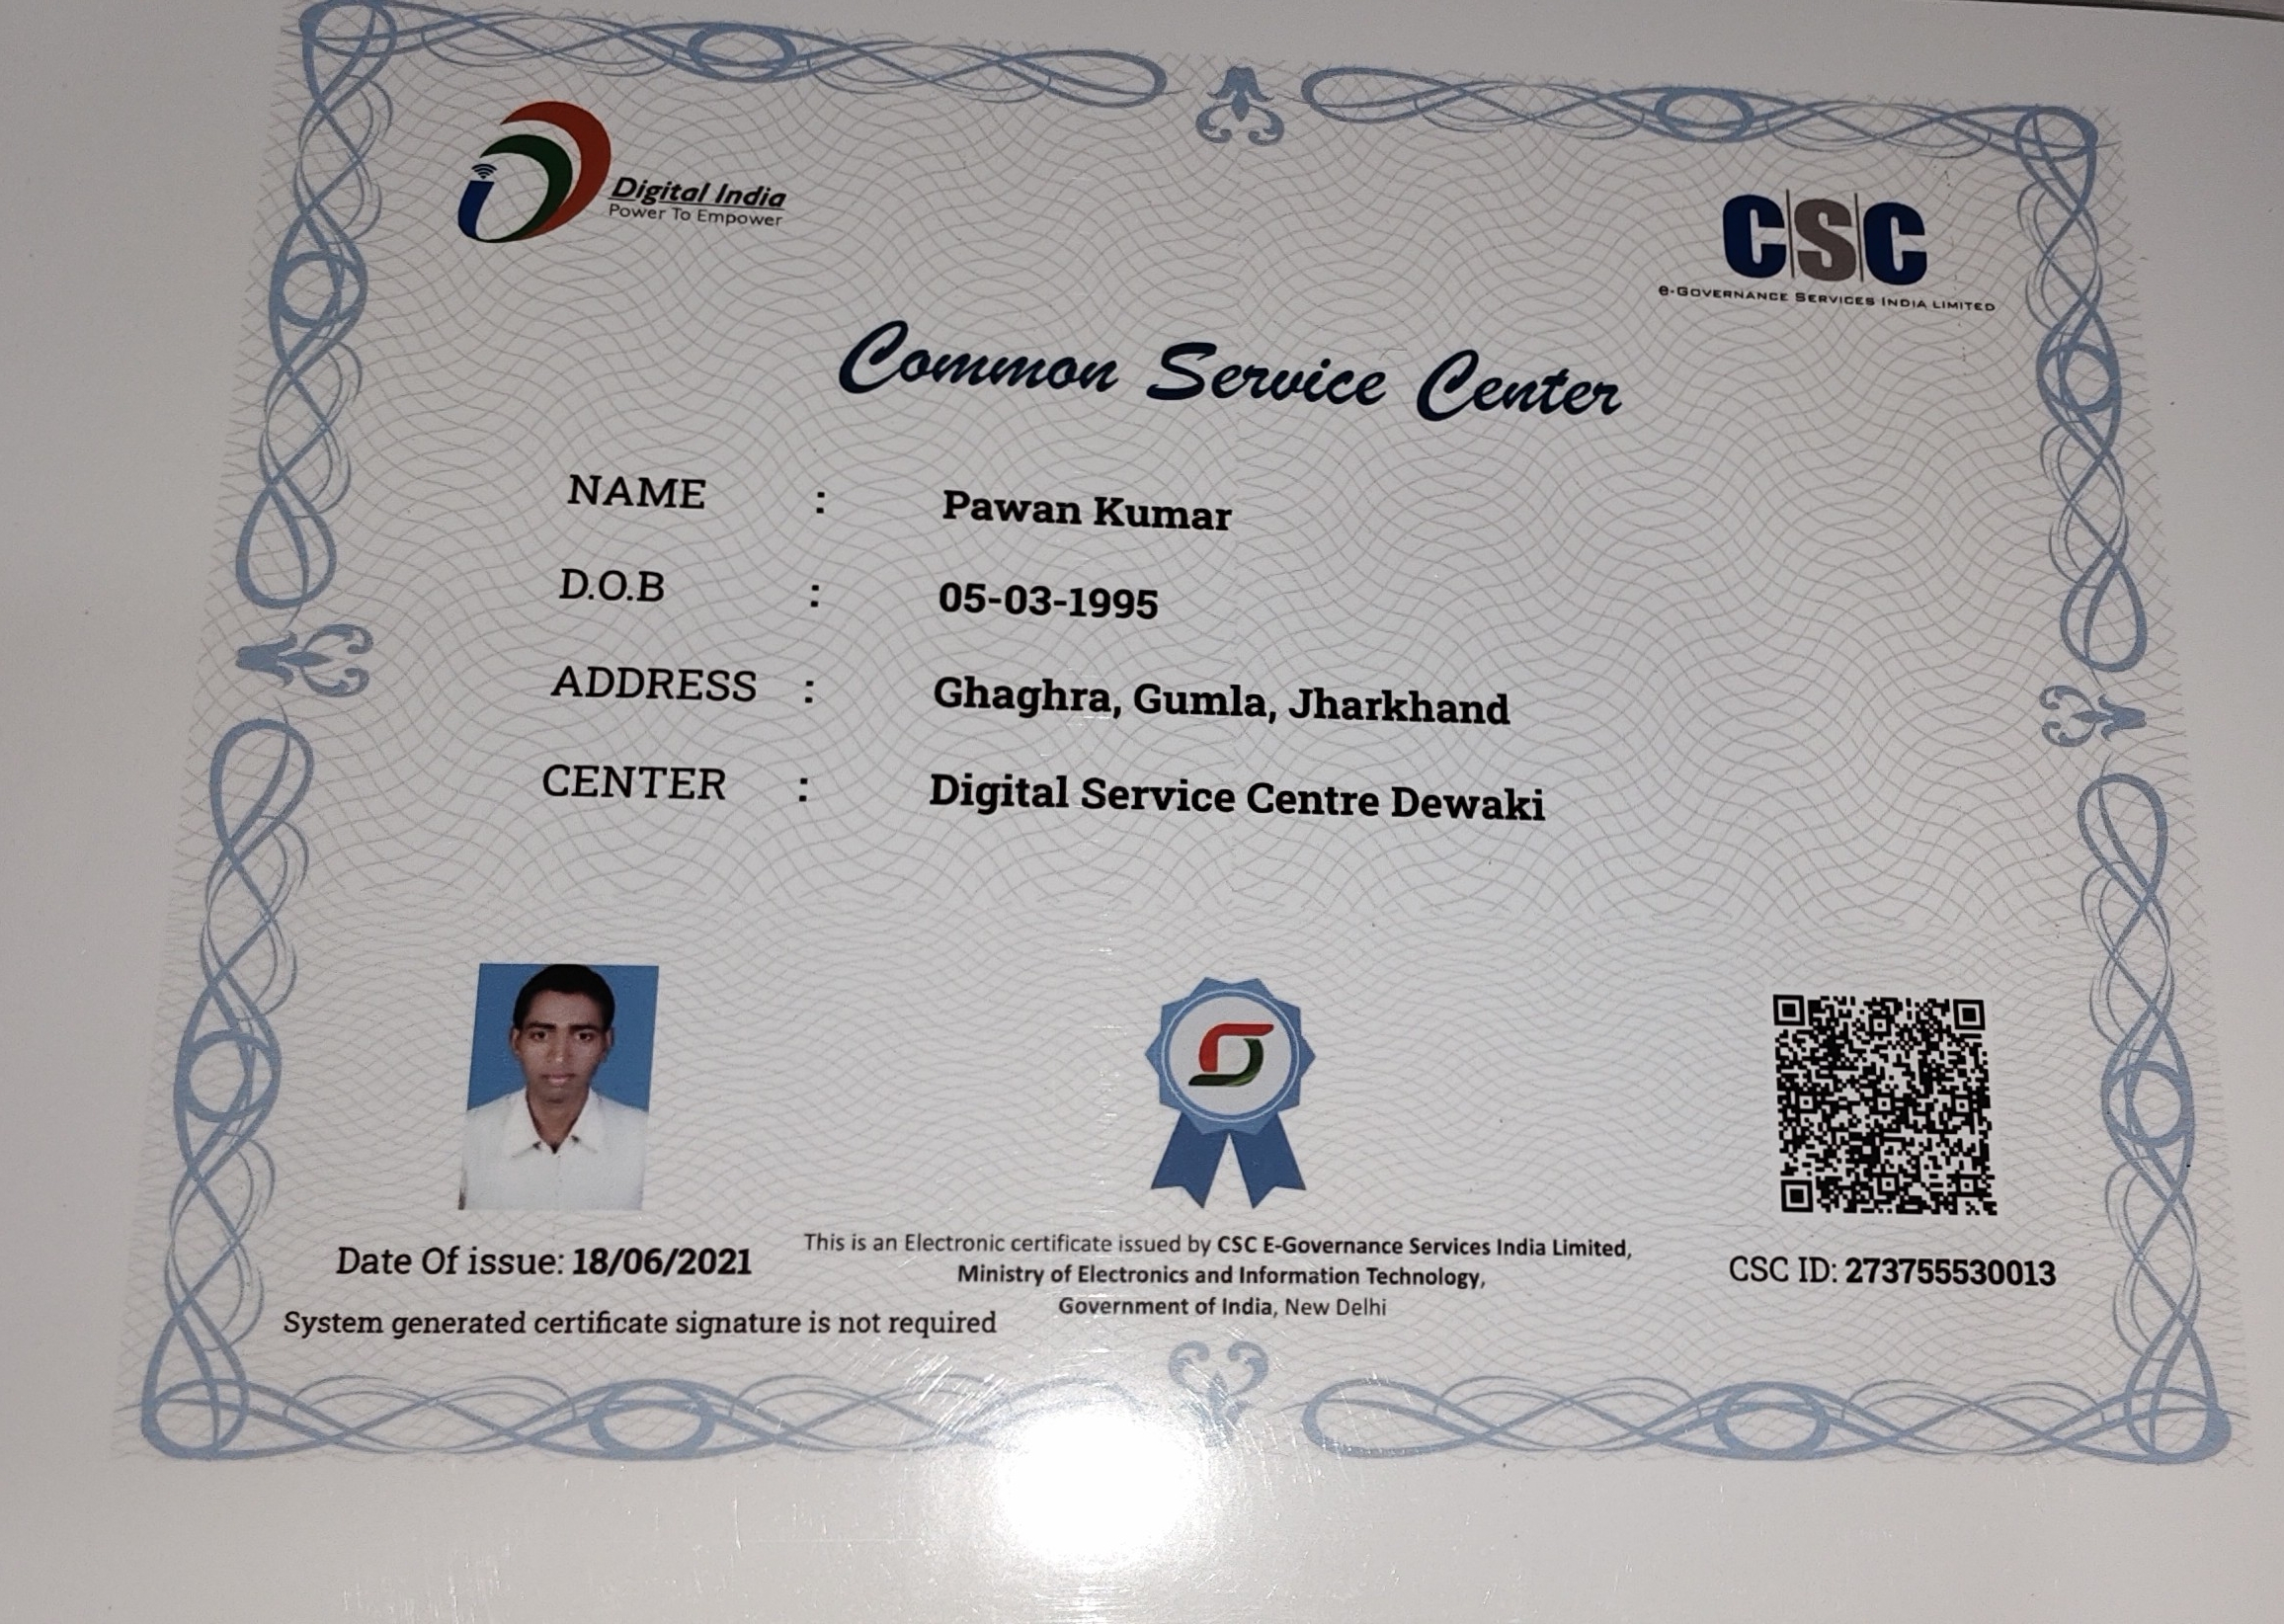 Digital India
Power To Empower
CSC
e-Governance Services India Limited
Common Service Center
NAME : Pawan Kumar
D.O.B : 05-03-1995
ADDRESS : Ghaghra, Gumla, Jharkhand
CENTER : Digital Service Centre Dewaki
This is an Electronic certificate issued by CSC E-Governance Services India Limited,
Ministry of Electronics and Information Technology,
Government of India, New Delhi
Date Of issue: 18/06/2021
CSC ID: 273755530013
System generated certificate signature is not required